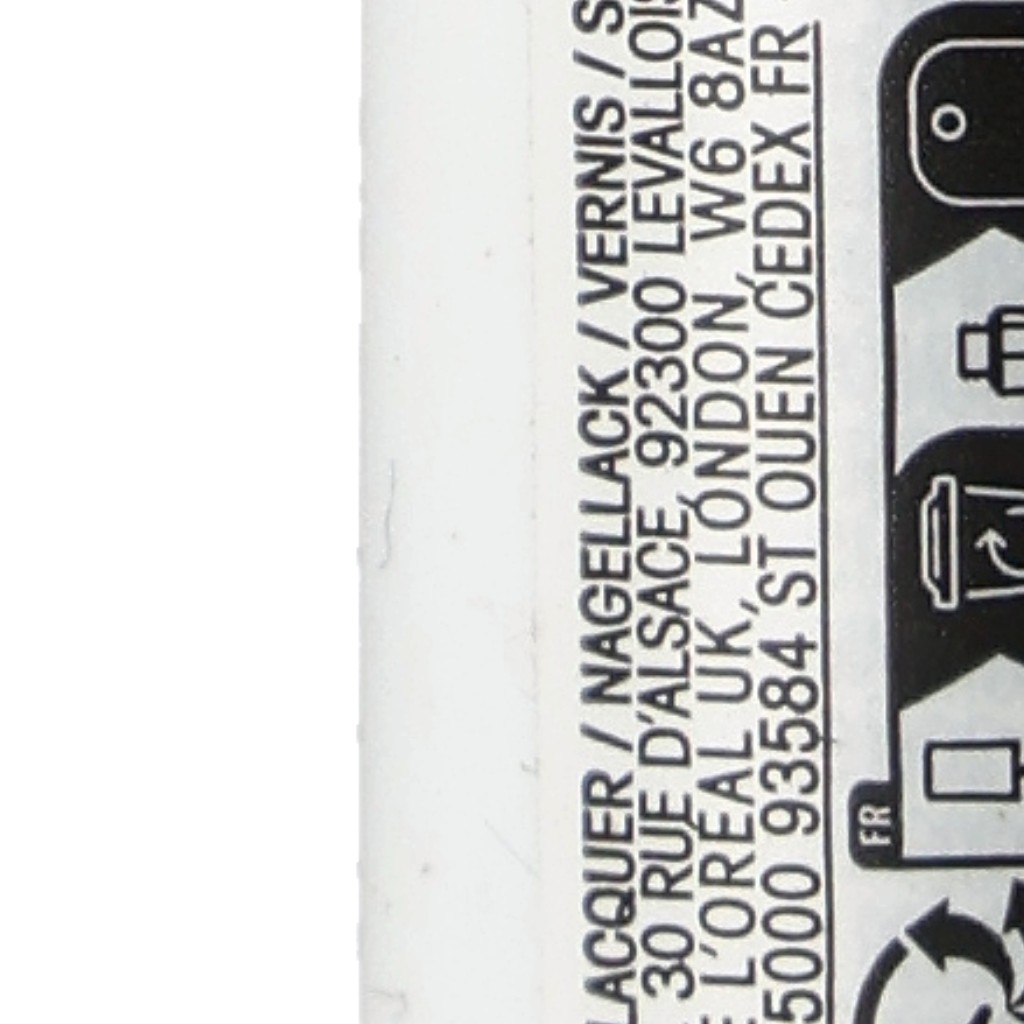 LACQUER / NAGELLACK / VERNIS / S
30 RUE D'ALSACE, 92300 LEVALLOIS
L'OREAL UK, LONDON, W6 8AZ
5000 93584 ST OUEN CEDEX FR
FR